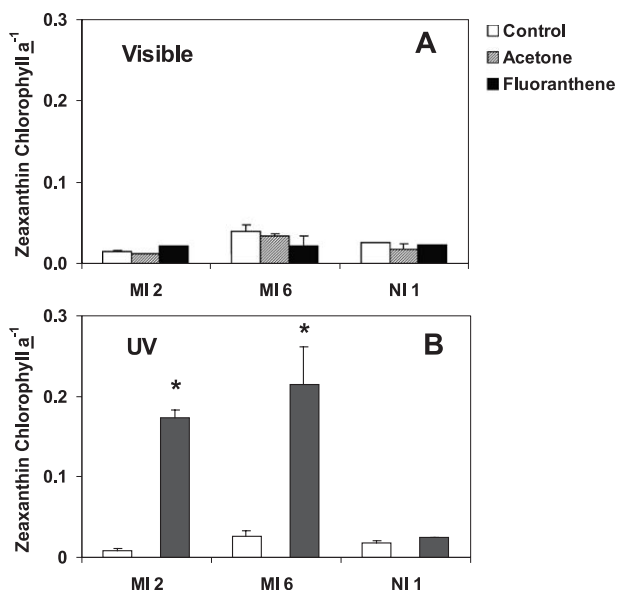 0.3
0.2
0.1
0.0
Zeaxanthin Chlorophyll a⁻¹
Visible
A
Control
Acetone
Fluoranthene
MI 2
MI 6
NI 1
0.3
0.2
0.1
0
Zeaxanthin Chlorophyll a⁻¹
UV
B
*
*
MI 2
MI 6
NI 1